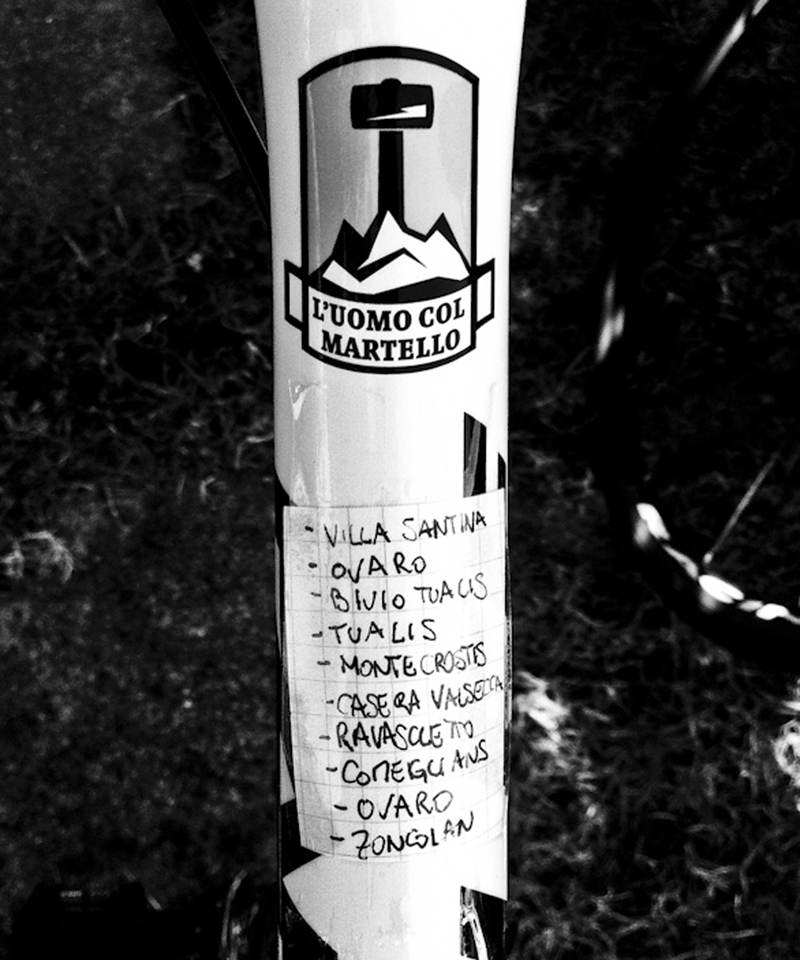 L'UOMO COL
MARTELLO
- VILLA SANTINA
- OVARO
- BIVIO TUALIS
- TUALIS
- MONTE CROSTIS
- CASERA VALSECCA
- RAVASCLETTO
- COMEGLIANS
- OVARO
- ZONCOLAN